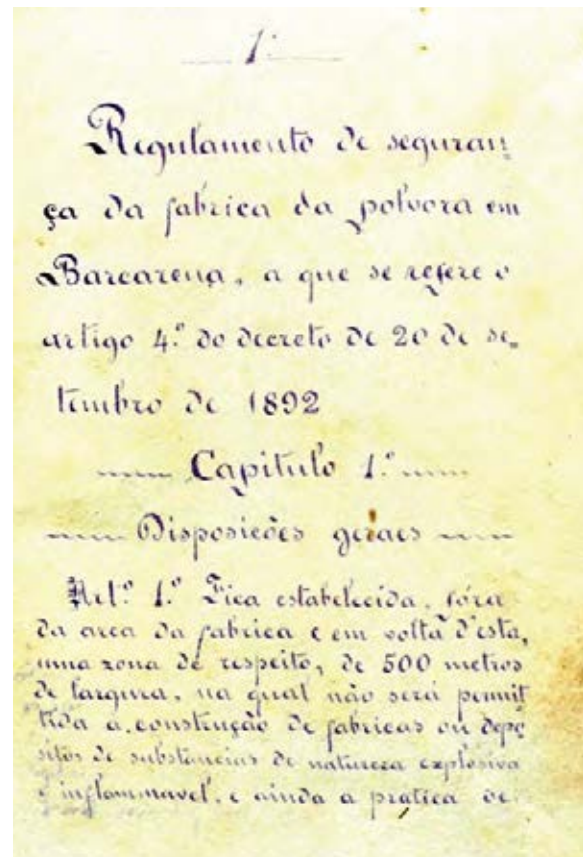 1.
Regulamento de seguran=
ça da fabrica da polvora em
Barcarena, a que se refere o
artigo 4.º do decreto de 20 de se=
tembro de 1892
Capitulo 1.º
Disposições geraes
Art.º 1.º Fica estabelecida, fóra
da area da fabrica e em volta d'esta,
uma zona de respeito, de 500 metros
de largura, na qual não será permit
tida a construcção de fabricas ou depo
sitos de substancias de natureza explosiva
e inflammavel, e ainda a pratica de